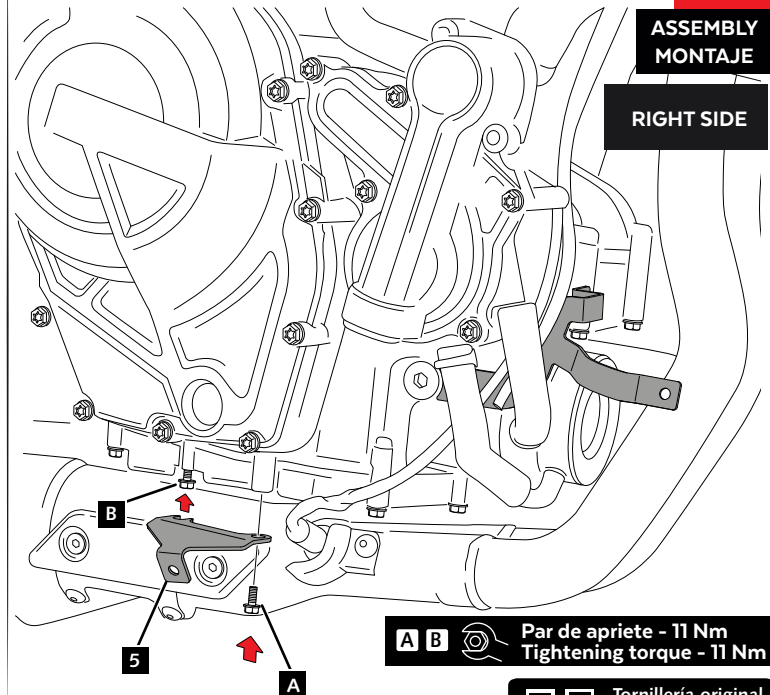 ASSEMBLY
MONTAJE
RIGHT SIDE
B
5
A
A B Par de apriete - 11 Nm
Tightening torque - 11 Nm
Tornillería original